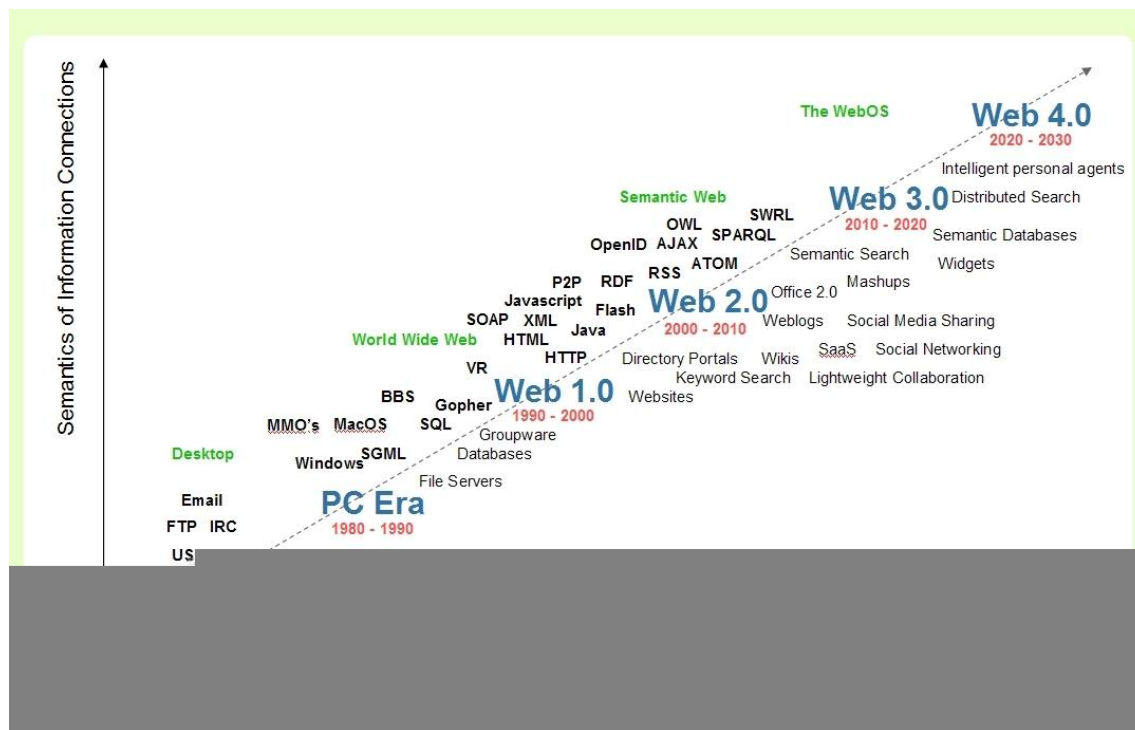 Semantics of Information Connections
The WebOS
Web 4.0
2020 - 2030
Intelligent personal agents
Semantic Web
Web 3.0
Distributed Search
2010 - 2020
SWRL
OWL
SPARQL
OpenID
AJAX
Semantic Databases
Semantic Search
ATOM
Widgets
RSS
P2P
RDF
Mashups
Javascript
Web 2.0
Office 2.0
Flash
SOAP
XML
2000 - 2010
Weblogs
Social Media Sharing
Java
World Wide Web
HTML
HTTP
Directory Portals
Wikis
SaaS
Social Networking
VR
Keyword Search
Lightweight Collaboration
BBS
Web 1.0
Websites
Gopher
1990 - 2000
MMO's
MacOS
SQL
Groupware
Desktop
SGML
Databases
Windows
File Servers
Email
PC Era
FTP
IRC
1980 - 1990